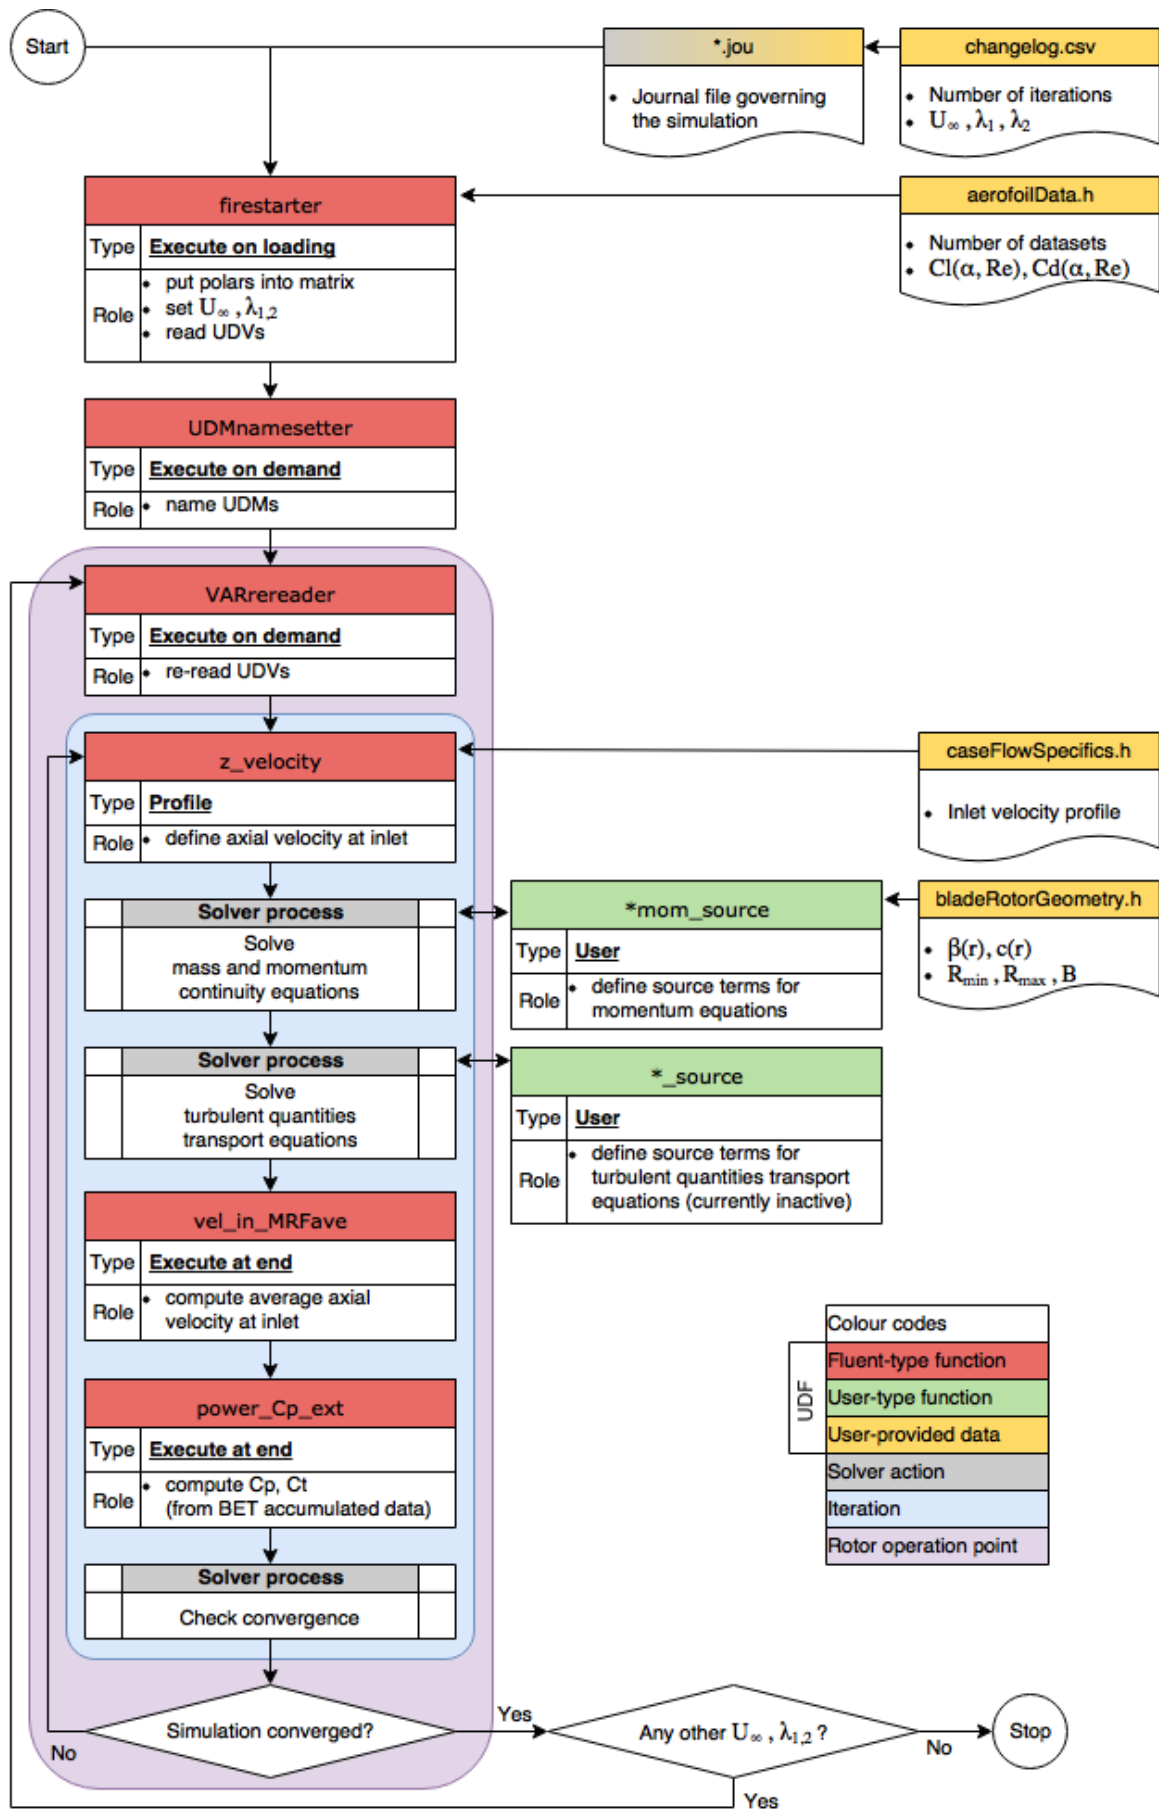 Start
*.jou
• Journal file governing
the simulation
changelog.csv
• Number of iterations
• U∞ , λ1 , λ2
firestarter
Type Execute on loading
Role
• put polars into matrix
• set U∞ , λ1,2
• read UDVs
aerofoilData.h
• Number of datasets
• Cl(α, Re), Cd(α, Re)
UDMnamesetter
Type Execute on demand
Role • name UDMs
VARrereader
Type Execute on demand
Role • re-read UDVs
z_velocity
Type Profile
Role • define axial velocity at inlet
caseFlowSpecifics.h
• Inlet velocity profile
Solver process
Solve
mass and momentum
continuity equations
*mom_source
Type User
Role
• define source terms for
momentum equations
bladeRotorGeometry.h
• β(r), c(r)
• Rmin , Rmax , B
Solver process
Solve
turbulent quantities
transport equations
*_source
Type User
Role
• define source terms for
turbulent quantities transport
equations (currently inactive)
vel_in_MRFave
Type Execute at end
Role
• compute average axial
velocity at inlet
power_Cp_ext
Type Execute at end
Role
• compute Cp, Ct
(from BET accumulated data)
Solver process
Check convergence
Simulation converged?
No
Yes
Any other U∞ , λ1,2 ?
No
Yes
Stop
Colour codes
UDF
Fluent-type function
User-type function
User-provided data
Solver action
Iteration
Rotor operation point